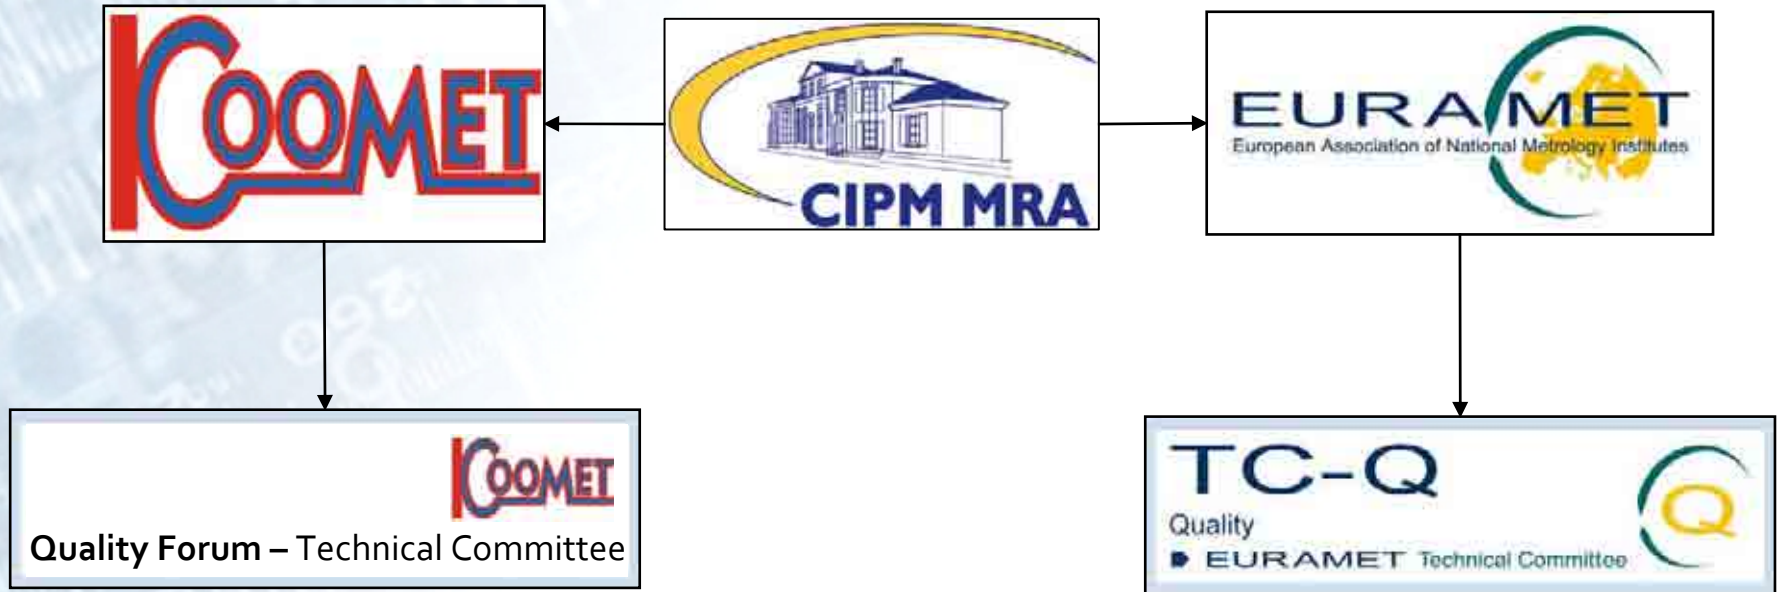 COOMET
CIPM MRA
EURAMET
European Association of National Metrology Institutes
COOMET
Quality Forum – Technical Committee
TC-Q
Q
Quality
EURAMET Technical Committee